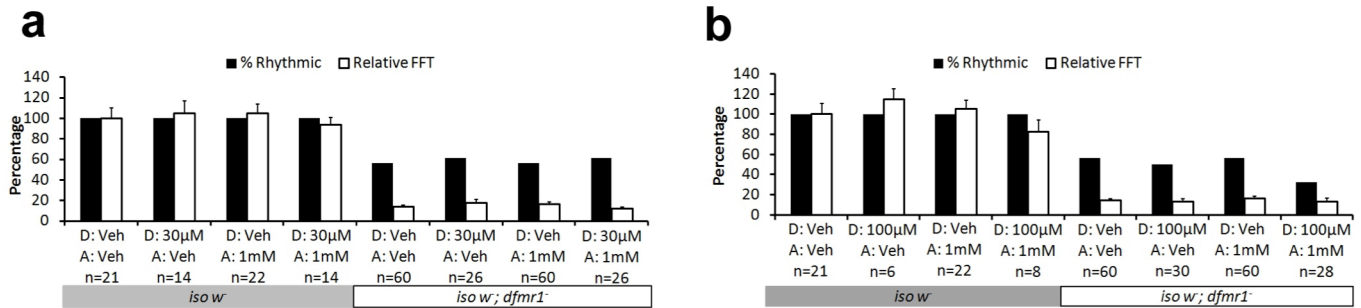 a
% Rhythmic Relative FFT
Percentage
140
120
100
80
60
40
20
0
D: Veh D: 30µM D: Veh D: 30µM D: Veh D: 30µM D: Veh D: 30µM
A: Veh A: Veh A: 1mM A: 1mM A: Veh A: Veh A: 1mM A: 1mM
n=21 n=14 n=22 n=14 n=60 n=26 n=60 n=26
iso w⁻ iso w⁻; dfmr1⁻
b
% Rhythmic Relative FFT
Percentage
140
120
100
80
60
40
20
0
D: Veh D: 100µM D: Veh D: 100µM D: Veh D: 100µM D: Veh D: 100µM
A: Veh A: Veh A: 1mM A: 1mM A: Veh A: Veh A: 1mM A: 1mM
n=21 n=6 n=22 n=8 n=60 n=30 n=60 n=28
iso w⁻ iso w⁻; dfmr1⁻